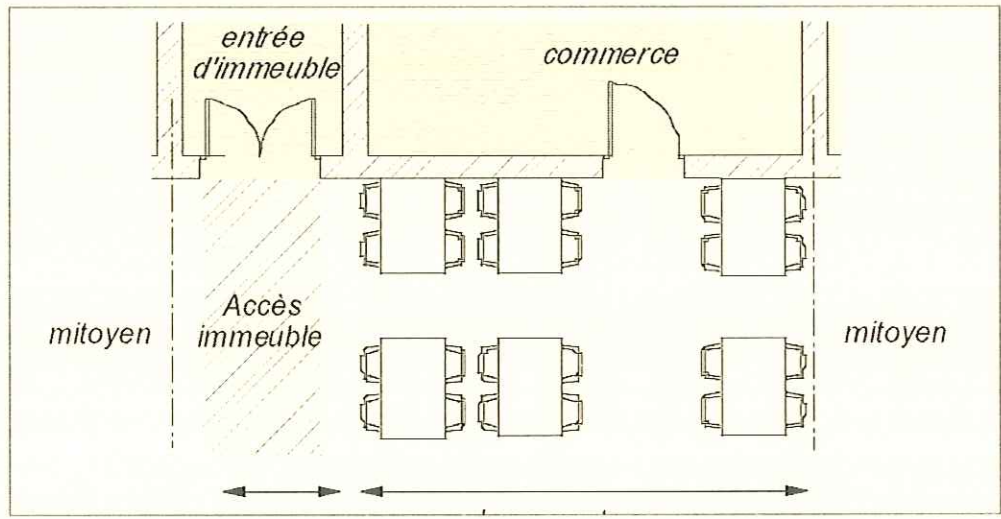 entrée
d'immeuble
commerce
Accès
immeuble
mitoyen
mitoyen